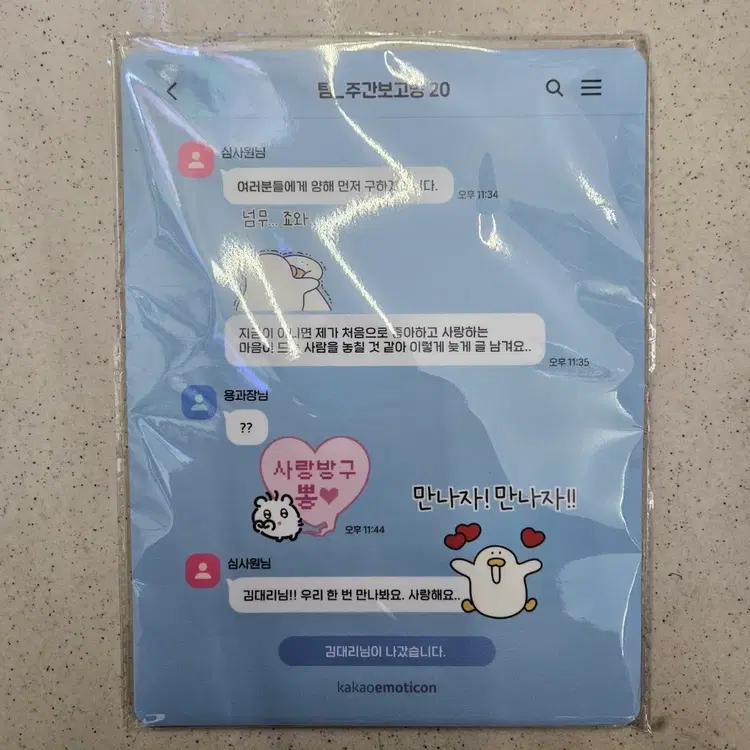 팀_주간보고방 20
심사원님
여러분들에게 양해 먼저 구하겠습니다.
오후 11:34
넘무... 죠와
지금이 아니면 제가 처음으로 좋아하고 사랑하는
마음이 드는 사람을 놓칠 것 같아 이렇게 늦게 글 남겨요..
오후 11:35
용과장님
??
사랑방구
뿡♥
오후 11:44
만나자! 만나자!!
심사원님
김대리님!! 우리 한 번 만나봐요. 사랑해요..
김대리님이 나갔습니다.
kakaoemoticon